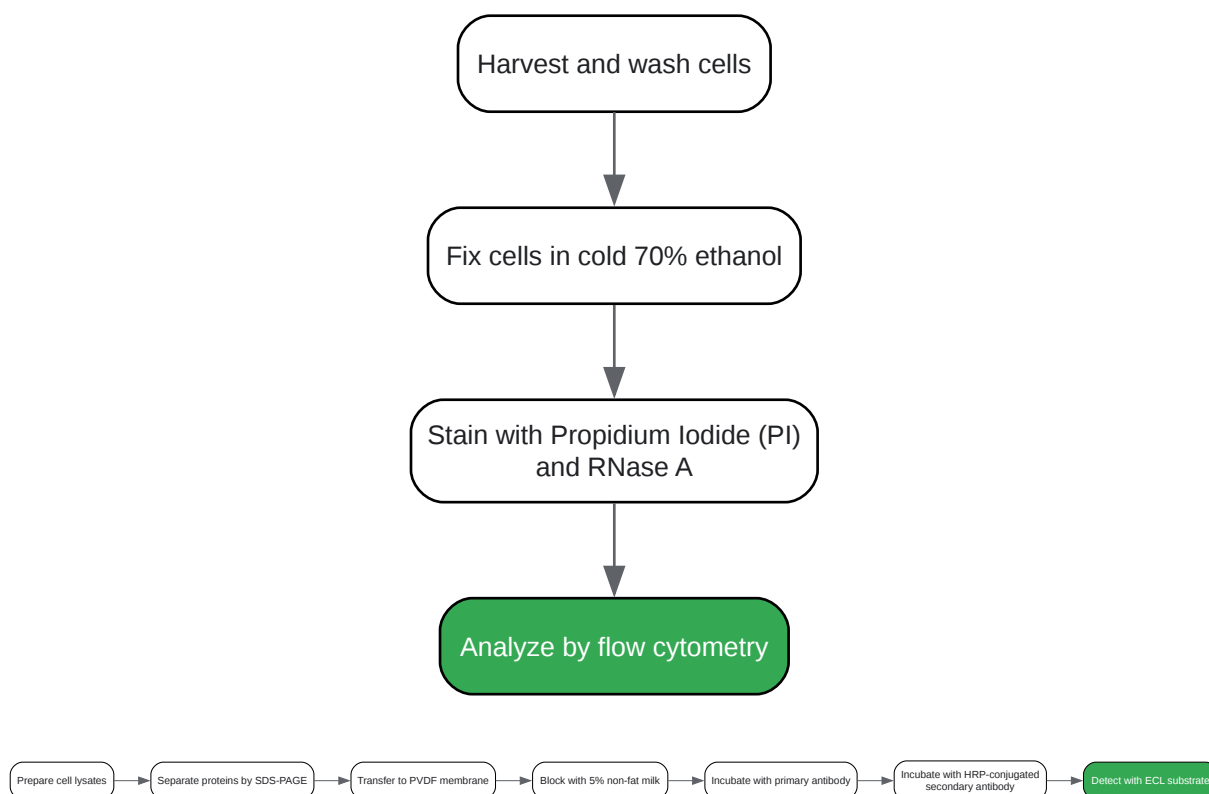 Harvest and wash cells
Fix cells in cold 70% ethanol
Stain with Propidium Iodide (PI)
and RNase A
Analyze by flow cytometry
Prepare cell lysates
Separate proteins by SDS-PAGE
Transfer to PVDF membrane
Block with 5% non-fat milk
Incubate with primary antibody
Incubate with HRP-conjugated
secondary antibody
Detect with ECL substrate